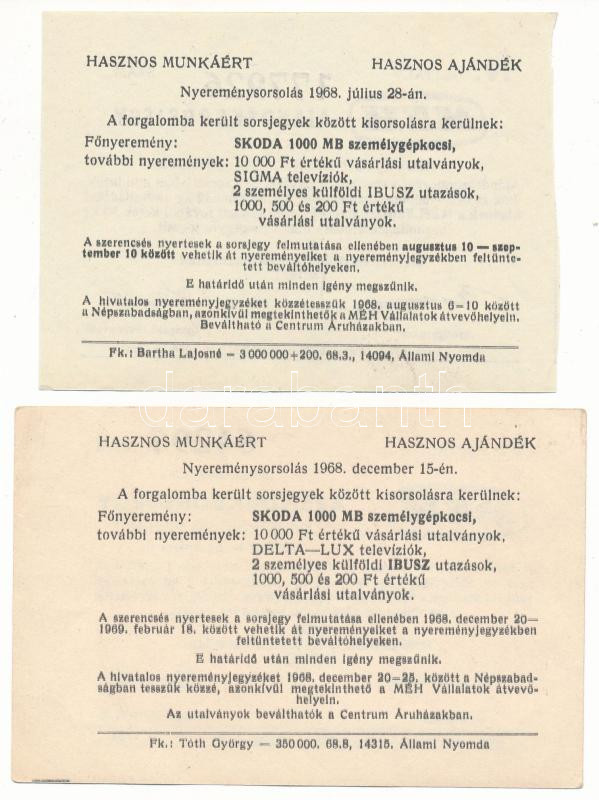 HASZNOS MUNKÁÉRT HASZNOS AJÁNDÉK
Nyereménysorsolás 1968. július 28-án.
A forgalomba került sorsjegyek között kisorsolásra kerülnek:
Főnyeremény: SKODA 1000 MB személygépkocsi,
további nyeremények: 10 000 Ft értékű vásárlási utalványok,
SIGMA televíziók,
2 személyes külföldi IBUSZ utazások,
1000, 500 és 200 Ft értékű
vásárlási utalványok.
A szerencsés nyertesek a sorsjegy felmutatása ellenében augusztus 10 — szep-
tember 10 között vehetik át nyereményeiket a nyereményjegyzékben feltünte-
tett beváltóhelyeken.
E határidő után minden igény megszűnik.
A hivatalos nyereményjegyzéket közzétesszük 1968. augusztus 6–10 között
a Népszabadságban, azonkívül megtekinthetők a MÉH Vállalatok átvevőhelyein.
Beváltható a Centrum Áruházakban.
Fk.: Bartha Lajosné — 3 000 000+200. 68.3., 14094, Állami Nyomda
darabanth
HASZNOS MUNKÁÉRT HASZNOS AJÁNDÉK
Nyereménysorsolás 1968. december 15-én.
A forgalomba került sorsjegyek között kisorsolásra kerülnek:
Főnyeremény: SKODA 1000 MB személygépkocsi,
további nyeremények: 10 000 Ft értékű vásárlási utalványok,
DELTA—LUX televíziók,
2 személyes külföldi IBUSZ utazások,
1000, 500 és 200 Ft értékű
vásárlási utalványok.
A szerencsés nyertesek a sorsjegy felmutatása ellenében 1968. december 20—
1969. február 18. között vehetik át nyereményeiket a nyereményjegyzékben
feltüntetett beváltóhelyeken.
E határidő után minden igény megszűnik.
A hivatalos nyereményjegyzéket 1968. december 20—25. között a Népszabad-
ságban tesszük közzé, azonkívül megtekinthető a MÉH Vállalatok átvevő-
helyein.
Az utalványok beválthatók a Centrum Áruházakban.
Fk.: Tóth György — 350 000. 68.8, 14315. Állami Nyomda